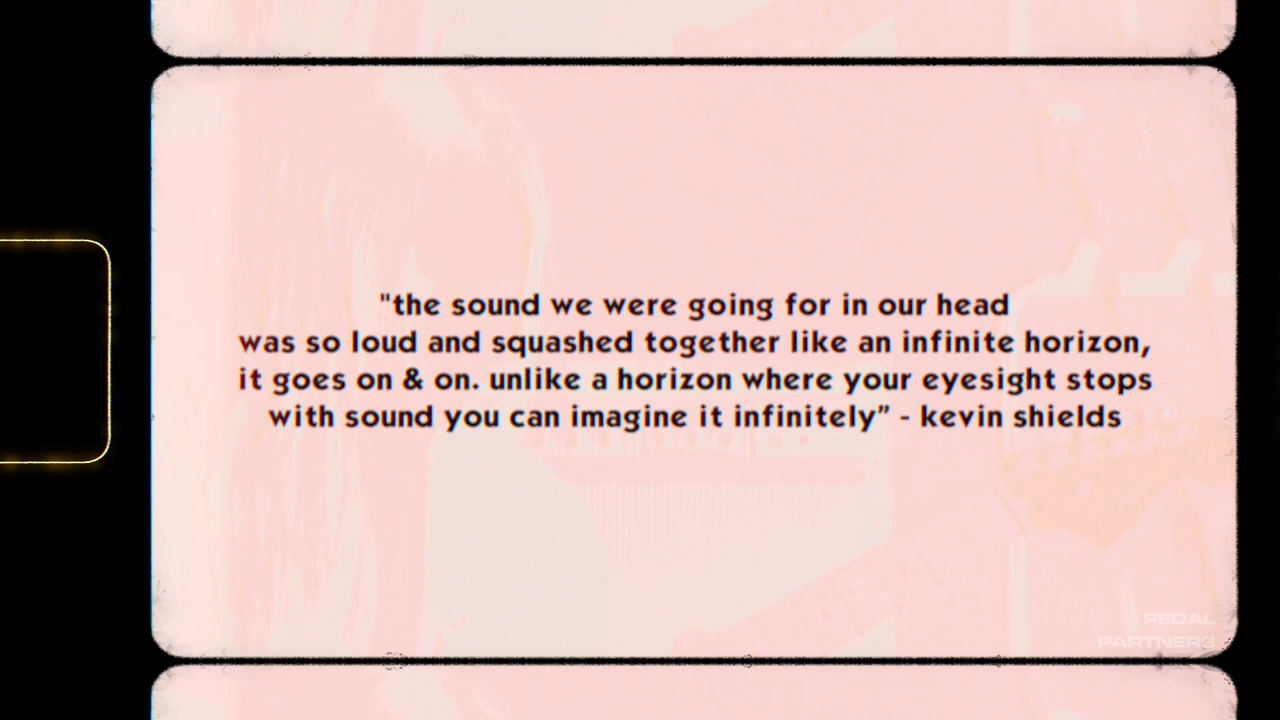 "the sound we were going for in our head
was so loud and squashed together like an infinite horizon,
it goes on & on. unlike a horizon where your eyesight stops
with sound you can imagine it infinitely” - kevin shields
PEDAL
PARTNERS